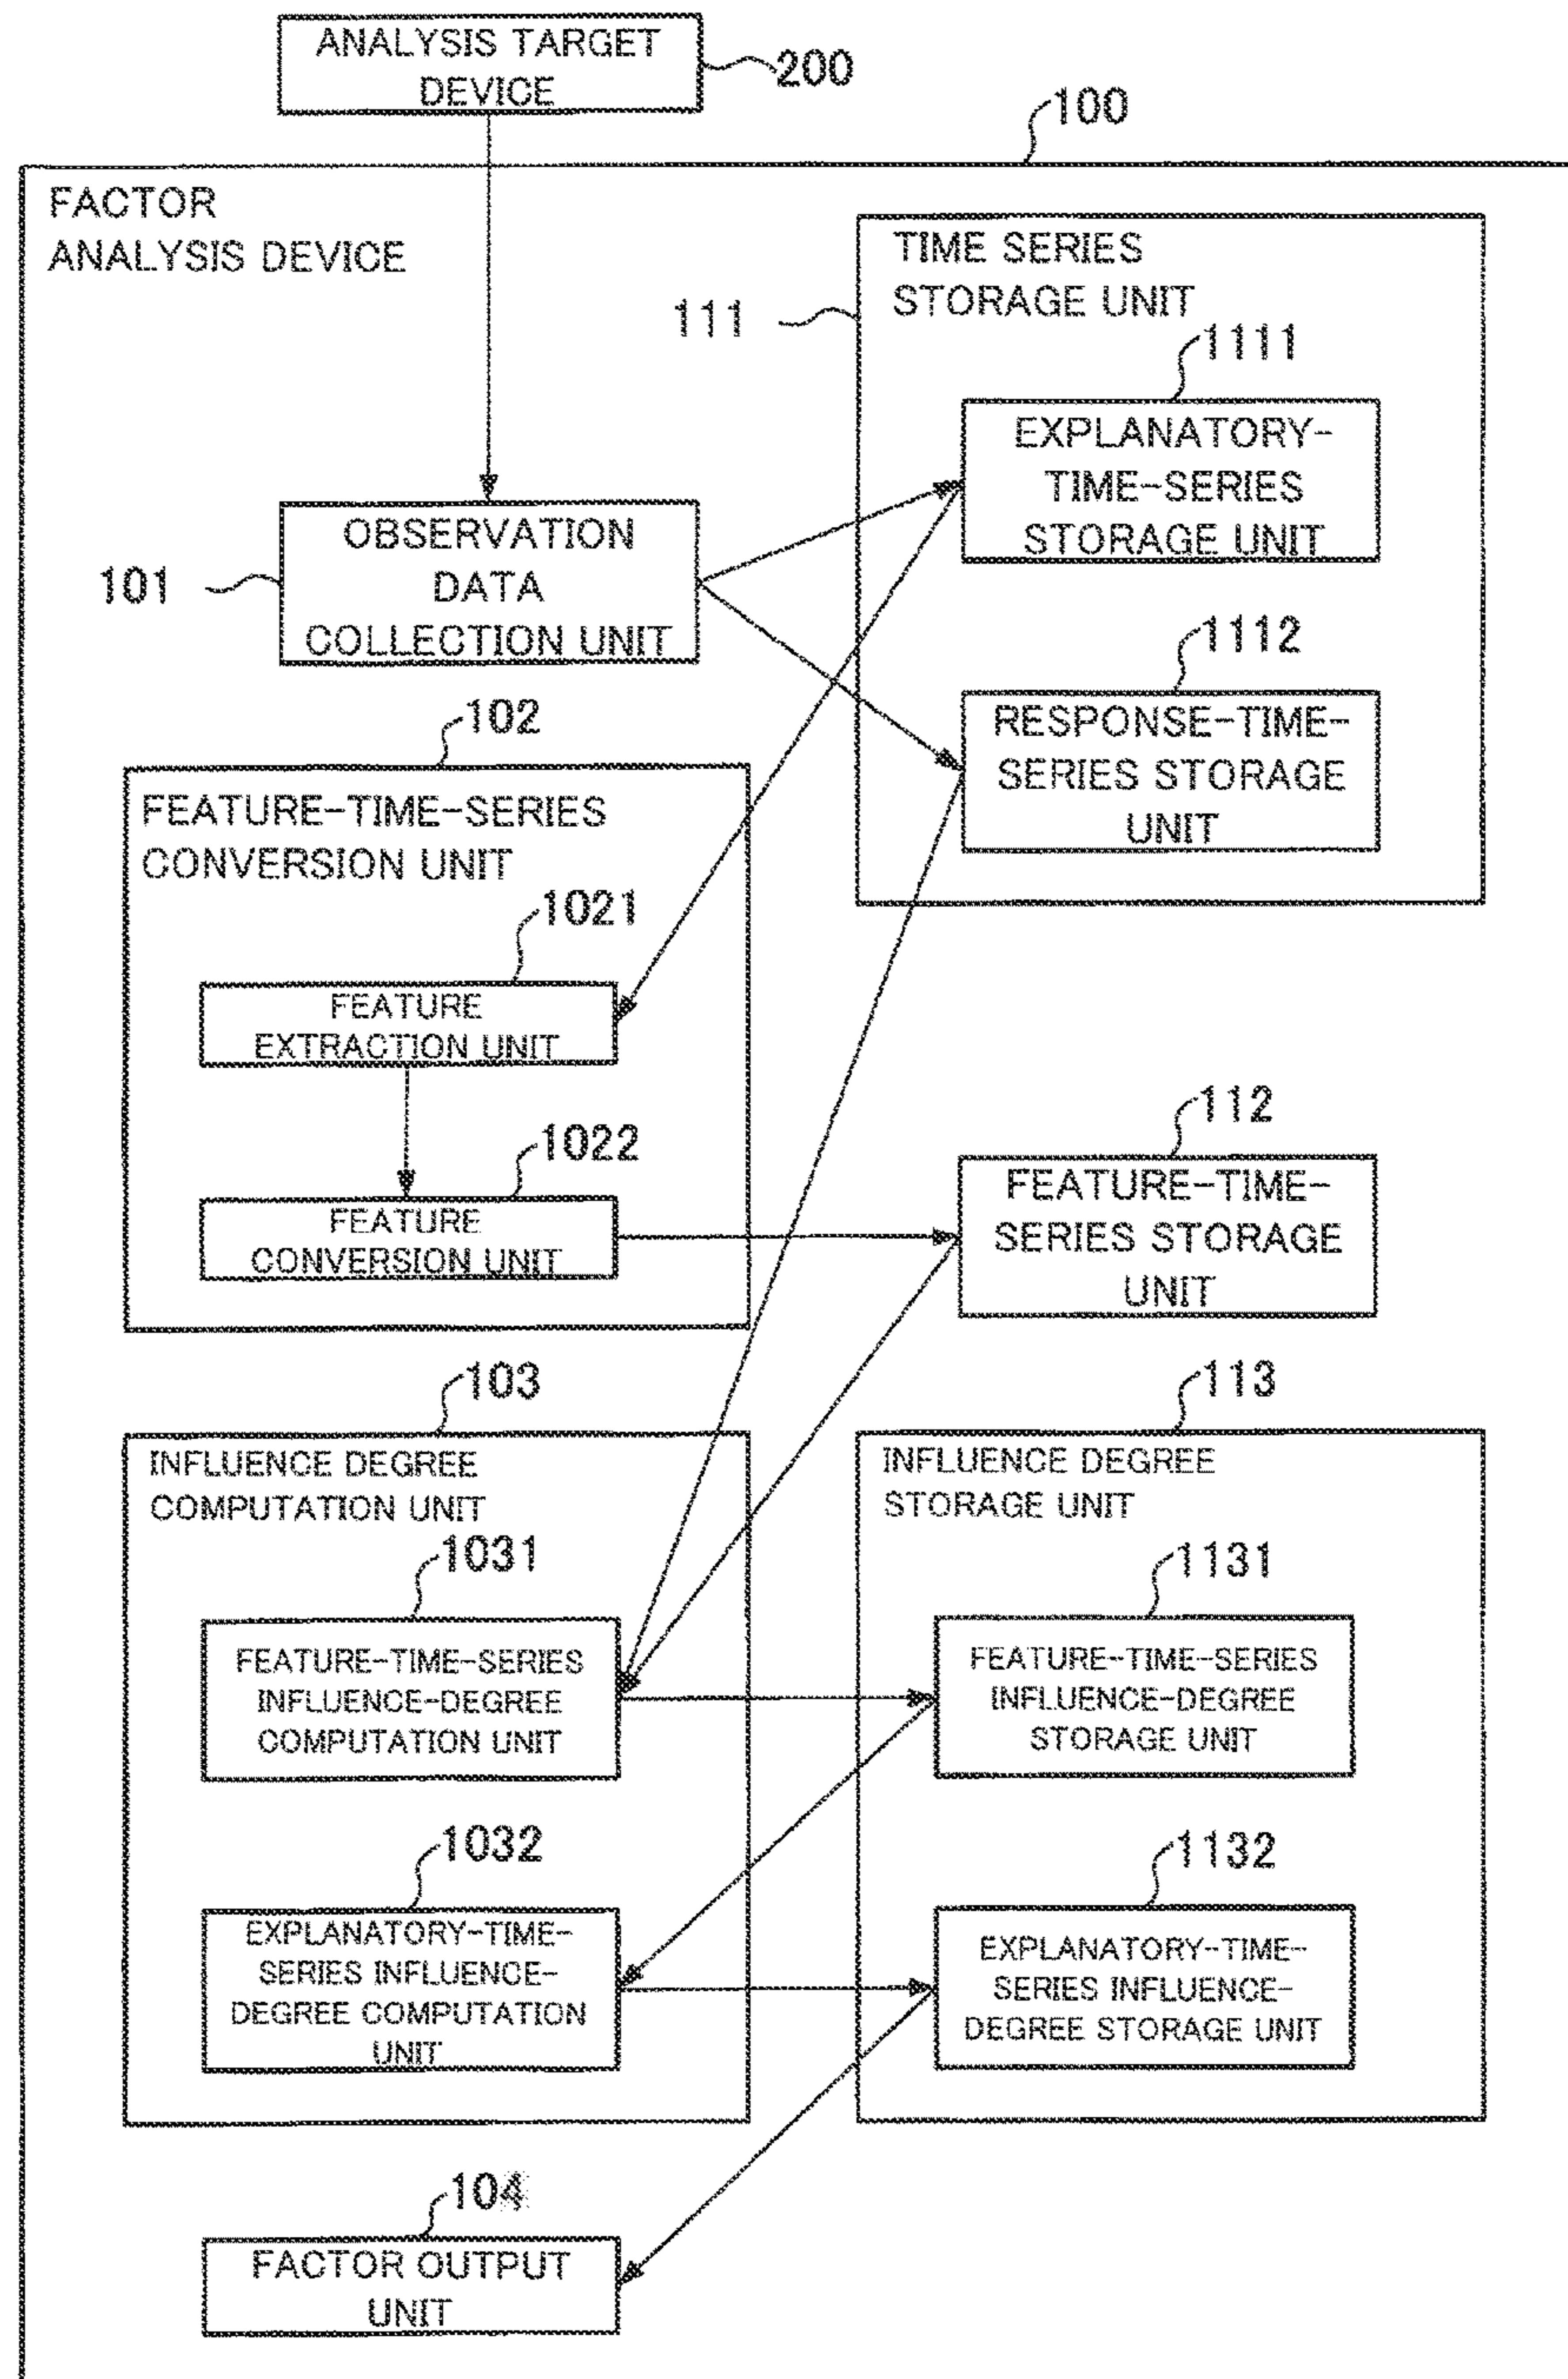 ANALYSIS TARGET
DEVICE
200
100
FACTOR
ANALYSIS DEVICE
TIME SERIES
STORAGE UNIT
111
1111
EXPLANATORY-
TIME-SERIES
STORAGE UNIT
OBSERVATION
DATA
COLLECTION UNIT
101
1112
RESPONSE-TIME-
SERIES STORAGE
UNIT
102
FEATURE-TIME-SERIES
CONVERSION UNIT
1021
FEATURE
EXTRACTION UNIT
1022
FEATURE
CONVERSION UNIT
112
FEATURE-TIME-
SERIES STORAGE
UNIT
103
INFLUENCE DEGREE
COMPUTATION UNIT
1031
FEATURE-TIME-SERIES
INFLUENCE-DEGREE
COMPUTATION UNIT
1032
EXPLANATORY-TIME-
SERIES INFLUENCE-
DEGREE COMPUTATION
UNIT
113
INFLUENCE DEGREE
STORAGE UNIT
1131
FEATURE-TIME-SERIES
INFLUENCE-DEGREE
STORAGE UNIT
1132
EXPLANATORY-TIME-
SERIES INFLUENCE-
DEGREE STORAGE UNIT
104
FACTOR OUTPUT
UNIT